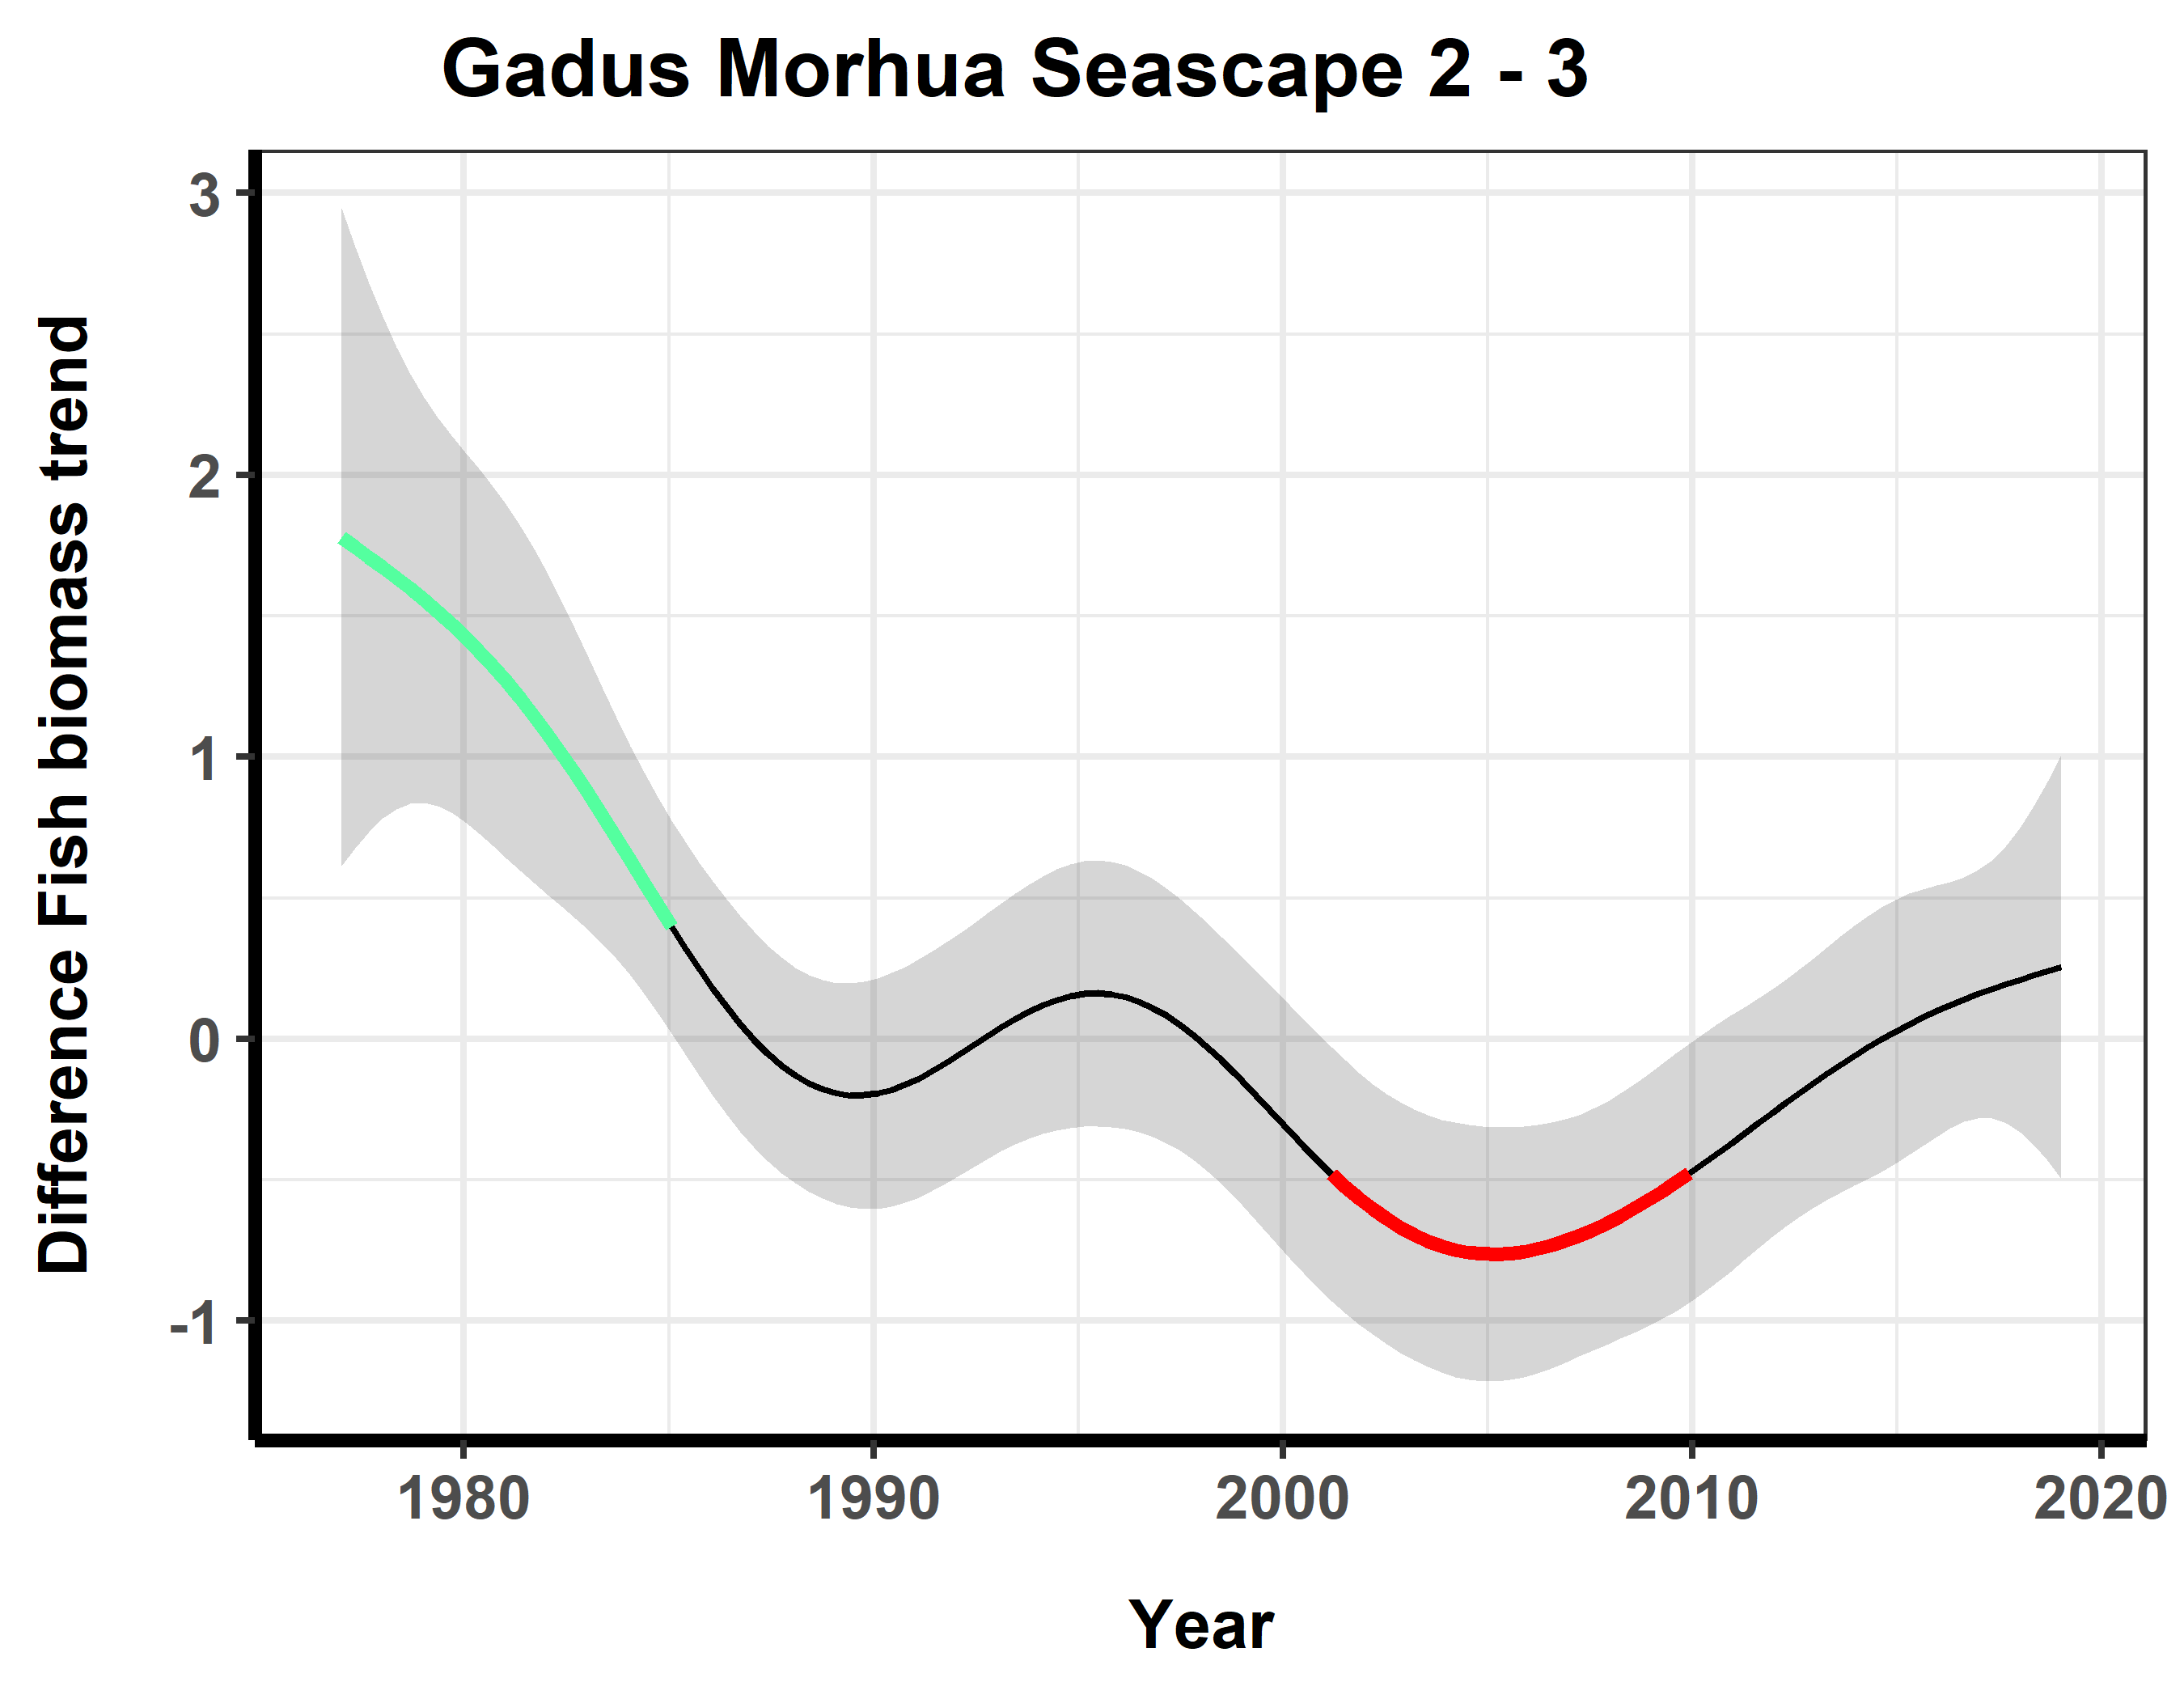 Gadus Morhua Seascape 2 - 3
Difference Fish biomass trend
3
2
1
0
-1
1980 1990 2000 2010 2020
Year